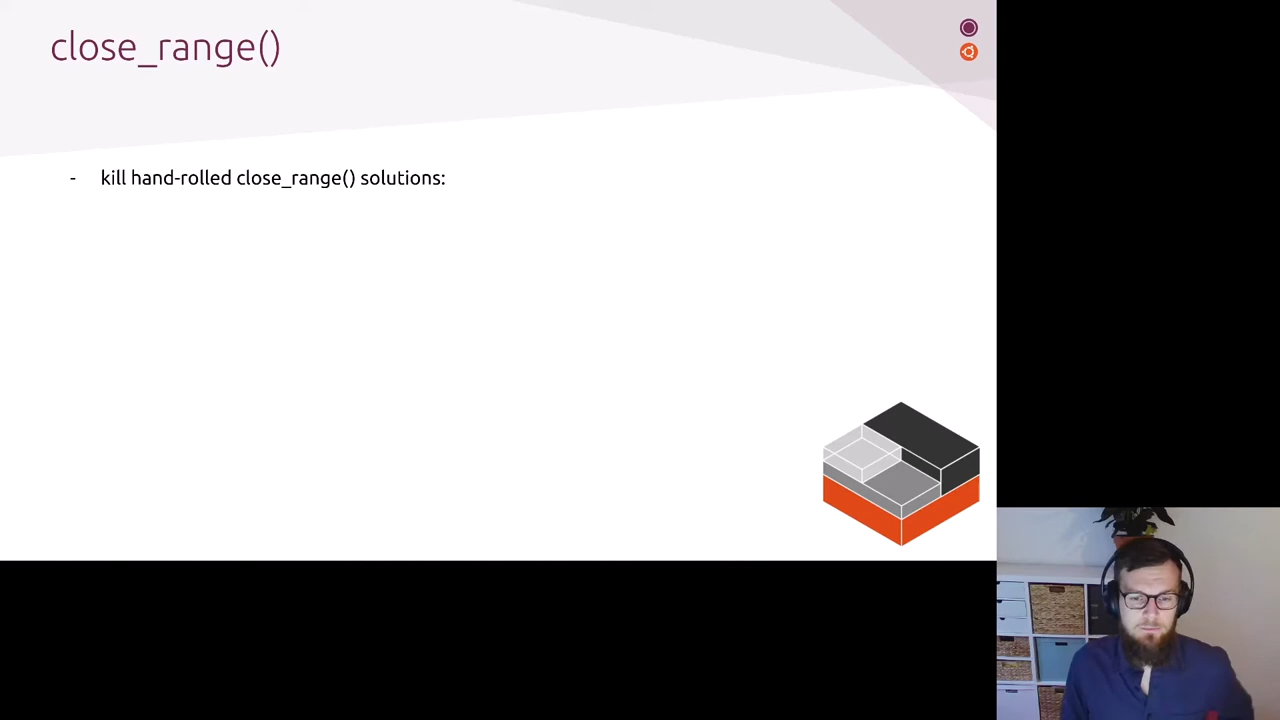 close_range()
- kill hand-rolled close_range() solutions: